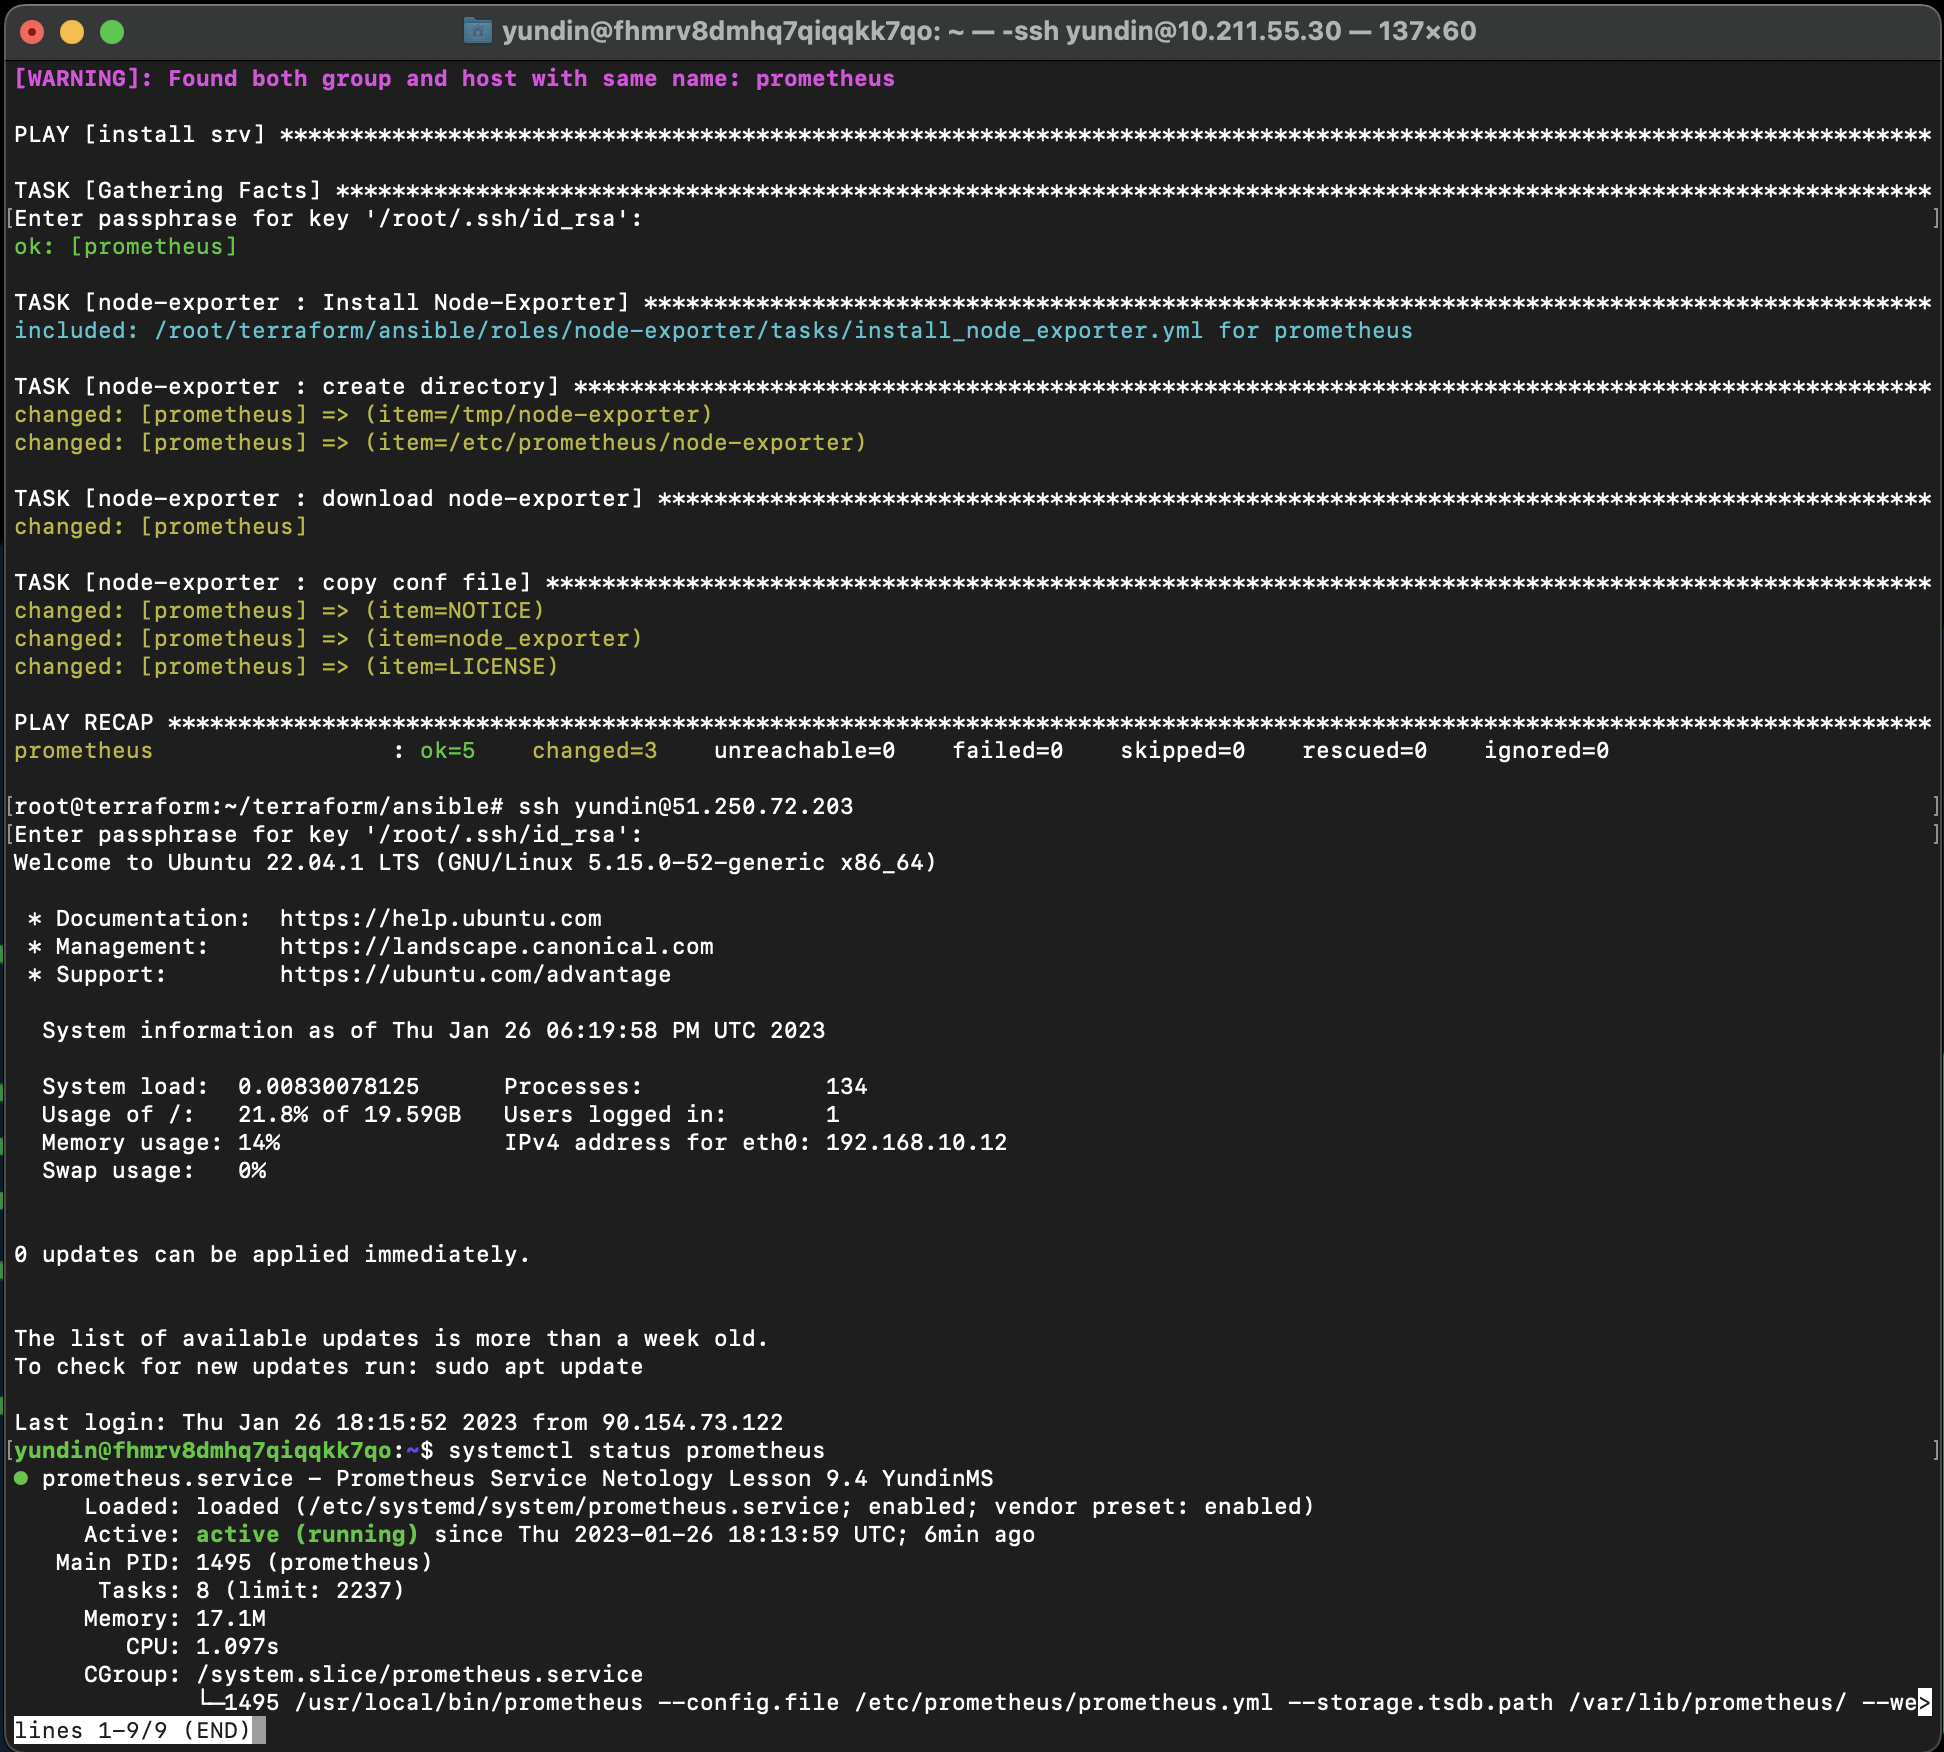 yundin@fhmrv8dmhq7qiqqkk7qo: ~ — -ssh yundin@10.211.55.30 — 137×60
[WARNING]: Found both group and host with same name: prometheus
PLAY [install srv] **********************************************************************************************************************
TASK [Gathering Facts] ******************************************************************************************************************
[Enter passphrase for key '/root/.ssh/id_rsa': ]
ok: [prometheus]
TASK [node-exporter : Install Node-Exporter] ********************************************************************************************
included: /root/terraform/ansible/roles/node-exporter/tasks/install_node_exporter.yml for prometheus
TASK [node-exporter : create directory] *************************************************************************************************
changed: [prometheus] => (item=/tmp/node-exporter)
changed: [prometheus] => (item=/etc/prometheus/node-exporter)
TASK [node-exporter : download node-exporter] *******************************************************************************************
changed: [prometheus]
TASK [node-exporter : copy conf file] ***************************************************************************************************
changed: [prometheus] => (item=NOTICE)
changed: [prometheus] => (item=node_exporter)
changed: [prometheus] => (item=LICENSE)
PLAY RECAP ******************************************************************************************************************************
prometheus                 : ok=5    changed=3    unreachable=0    failed=0    skipped=0    rescued=0    ignored=0
[root@terraform:~/terraform/ansible# ssh yundin@51.250.72.203 ]
[Enter passphrase for key '/root/.ssh/id_rsa': ]
Welcome to Ubuntu 22.04.1 LTS (GNU/Linux 5.15.0-52-generic x86_64)
 * Documentation:  https://help.ubuntu.com
 * Management:     https://landscape.canonical.com
 * Support:        https://ubuntu.com/advantage
  System information as of Thu Jan 26 06:19:58 PM UTC 2023
  System load:  0.00830078125      Processes:             134
  Usage of /:   21.8% of 19.59GB   Users logged in:       1
  Memory usage: 14%                IPv4 address for eth0: 192.168.10.12
  Swap usage:   0%
0 updates can be applied immediately.
The list of available updates is more than a week old.
To check for new updates run: sudo apt update
Last login: Thu Jan 26 18:15:52 2023 from 90.154.73.122
[yundin@fhmrv8dmhq7qiqqkk7qo:~$ systemctl status prometheus ]
● prometheus.service - Prometheus Service Netology Lesson 9.4 YundinMS
     Loaded: loaded (/etc/systemd/system/prometheus.service; enabled; vendor preset: enabled)
     Active: active (running) since Thu 2023-01-26 18:13:59 UTC; 6min ago
   Main PID: 1495 (prometheus)
      Tasks: 8 (limit: 2237)
     Memory: 17.1M
        CPU: 1.097s
     CGroup: /system.slice/prometheus.service
             └─1495 /usr/local/bin/prometheus --config.file /etc/prometheus/prometheus.yml --storage.tsdb.path /var/lib/prometheus/ --we>
lines 1-9/9 (END)